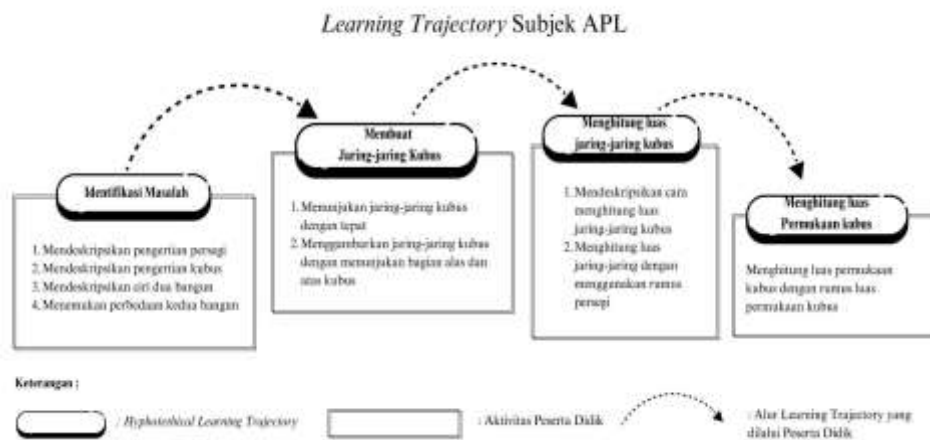 Learning Trajectory Subjek APL
Identifikasi Masalah
1. Mendeskripsikan pengertian persegi
2. Mendeskripsikan pengertian kubus
3. Mendeskripsikan ciri dua bangun
4. Menemukan perbedaan kedua bangun
Membuat
Jaring-jaring Kubus
1. Menunjukan jaring-jaring kubus
dengan tepat
2. Menggambarkan jaring-jaring kubus
dengan menunjukan bagian alas dan
atas kubus
Menghitung luas
jaring-jaring kubus
1. Mendeskripsikan cara
menghitung luas
jaring-jaring kubus
2. Menghitung luas
jaring-jaring dengan
menggunakan rumus
persegi
Menghitung luas
Permukaan kubus
Menghitung luas permukaan
kubus dengan rumus luas
permukaan kubus
Keterangan :
: Hyphotethical Learning Trajectory
: Aktivitas Peserta Didik
: Alur Learning Trajectory yang
dilalui Peserta Didik